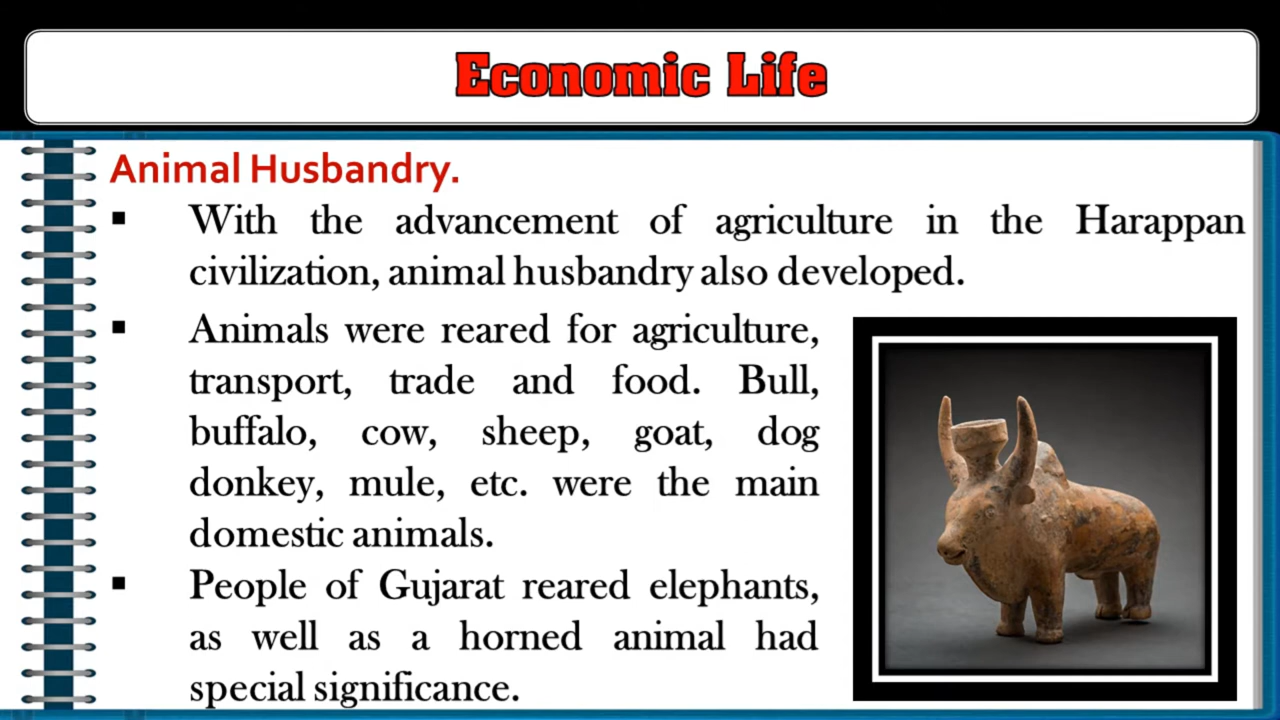 Economic Life
Animal Husbandry.
▪ With the advancement of agriculture in the Harappan
civilization, animal husbandry also developed.
▪ Animals were reared for agriculture,
transport, trade and food. Bull,
buffalo, cow, sheep, goat, dog
donkey, mule, etc. were the main
domestic animals.
▪ People of Gujarat reared elephants,
as well as a horned animal had
special significance.